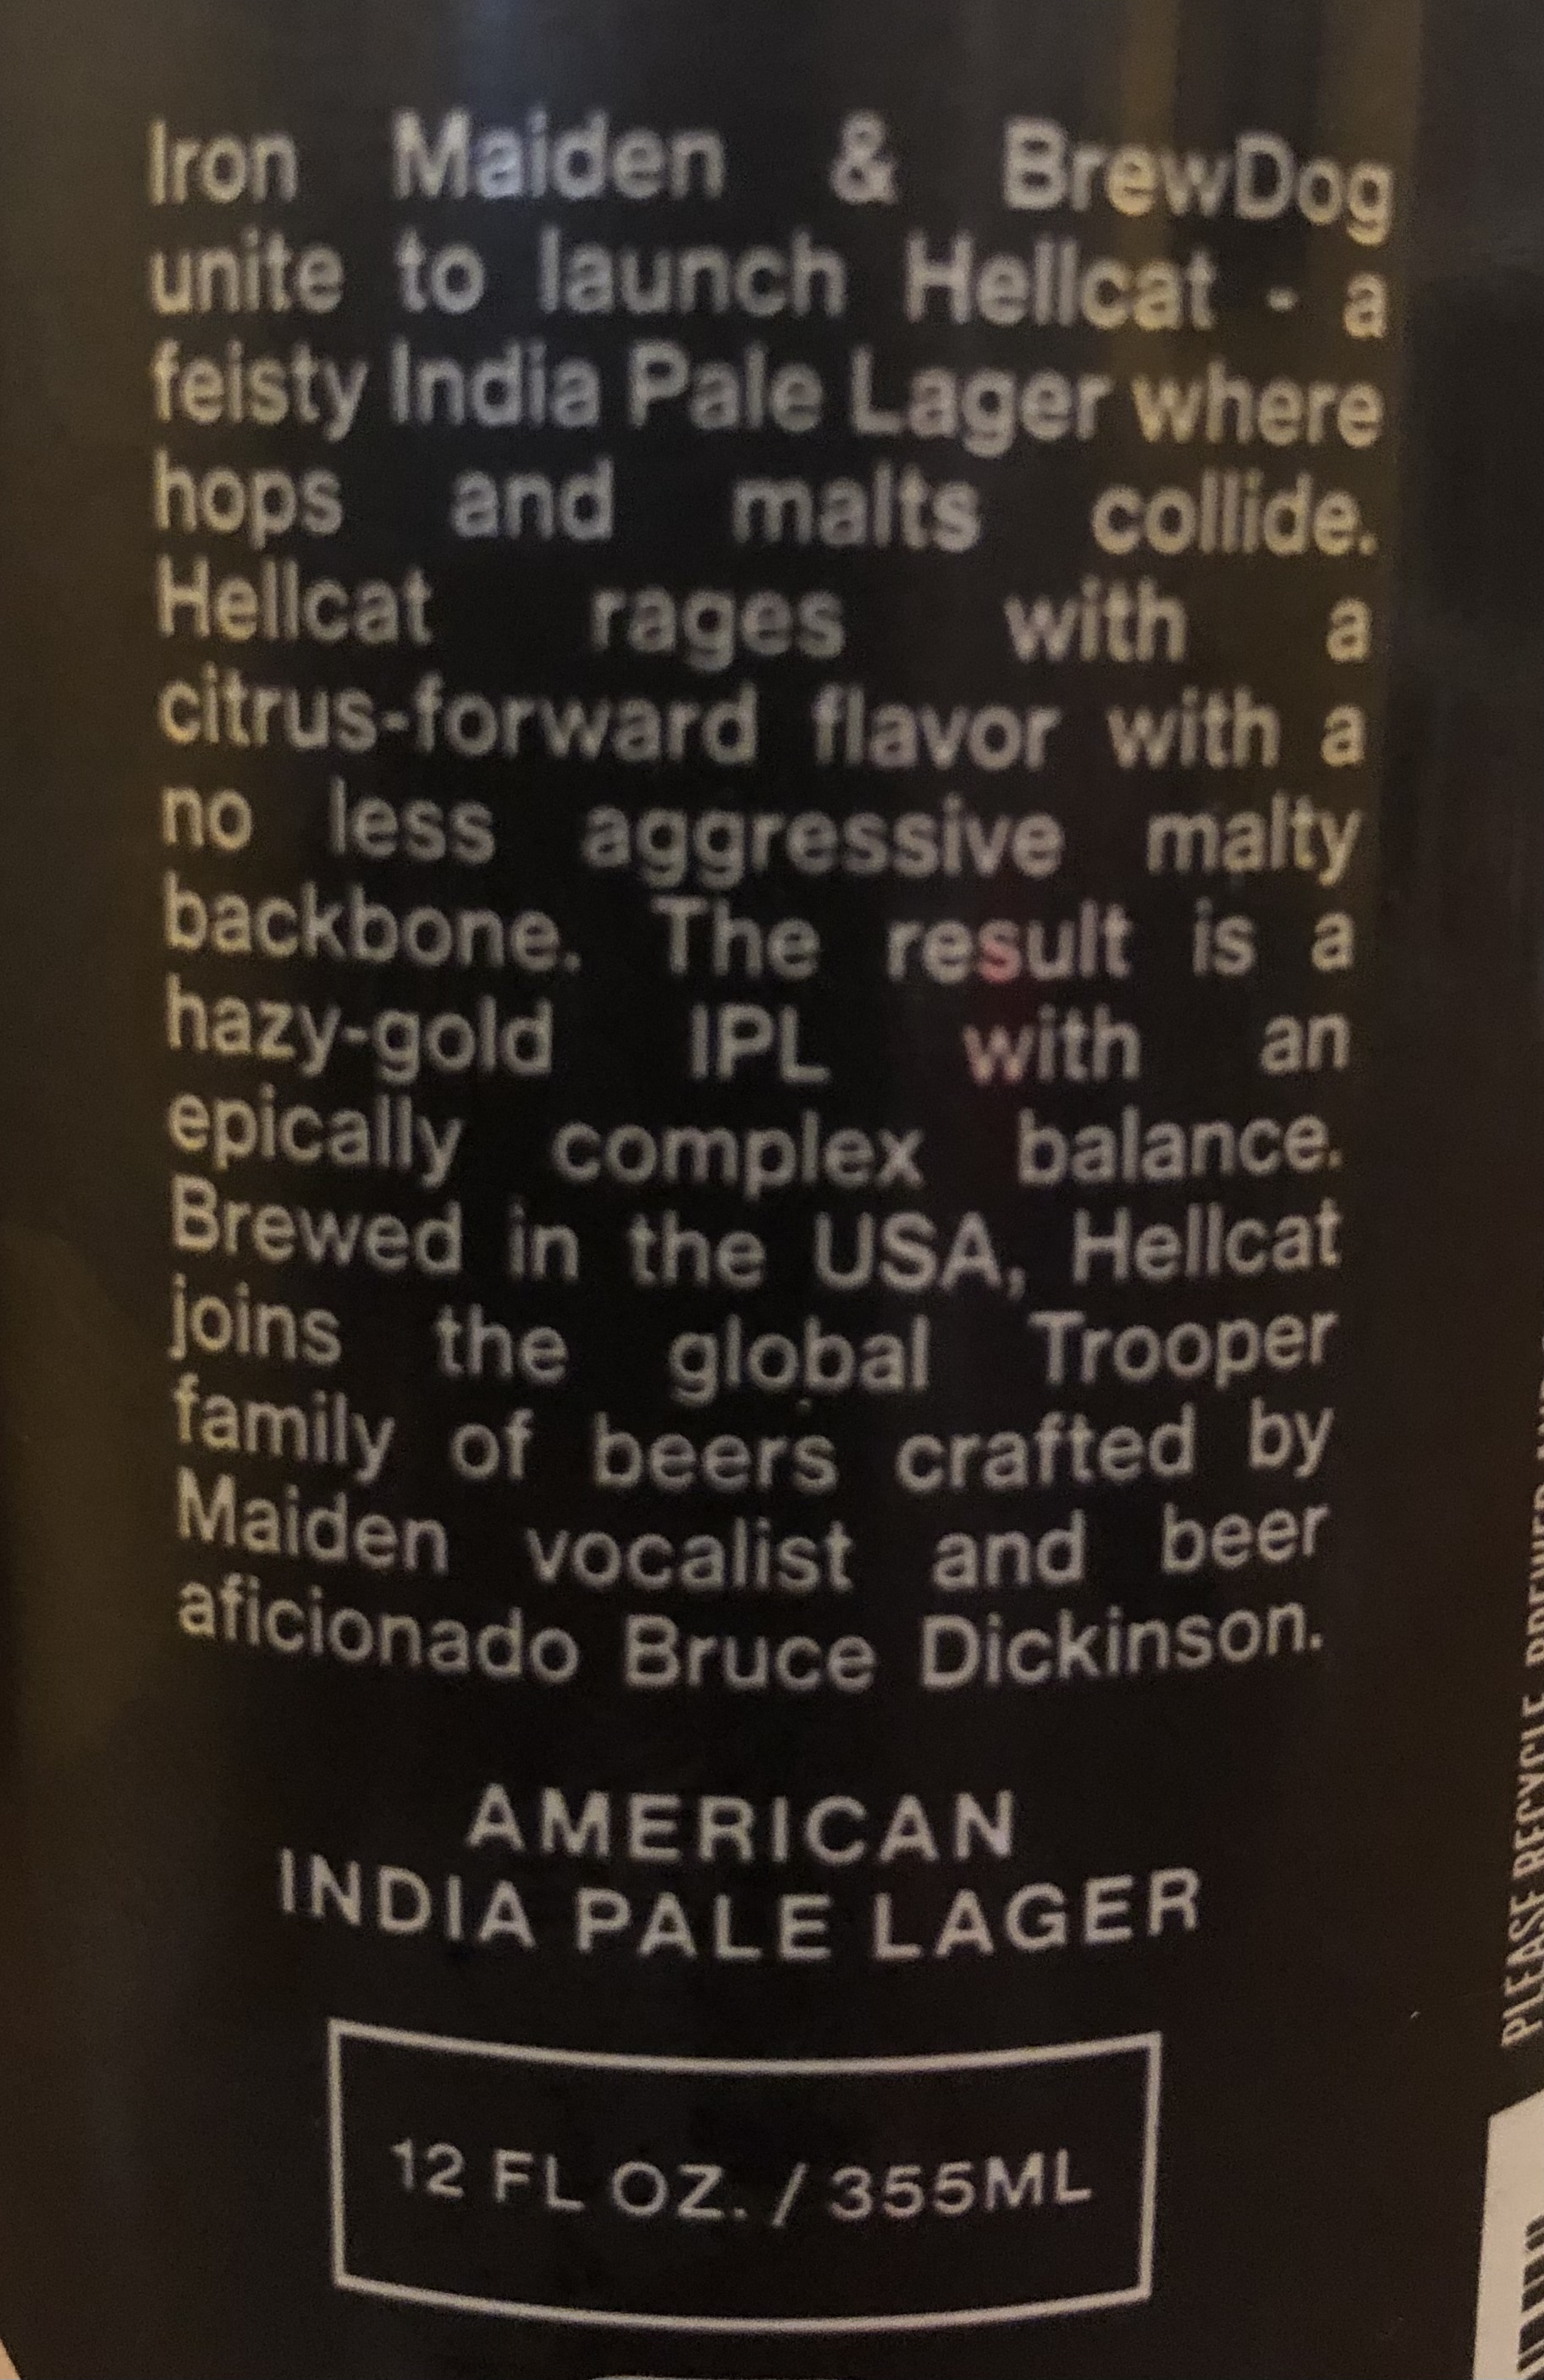 Iron Maiden & BrewDog
unite to launch Hellcat - a
feisty India Pale Lager where
hops and malts collide.
Hellcat rages with a
citrus-forward flavor with a
no less aggressive malty
backbone. The result is a
hazy-gold IPL with an
epically complex balance.
Brewed in the USA, Hellcat
joins the global Trooper
family of beers crafted by
Maiden vocalist and beer
aficionado Bruce Dickinson.
AMERICAN
INDIA PALE LAGER
12 FL OZ. / 355ML
PLEASE RECYCLE